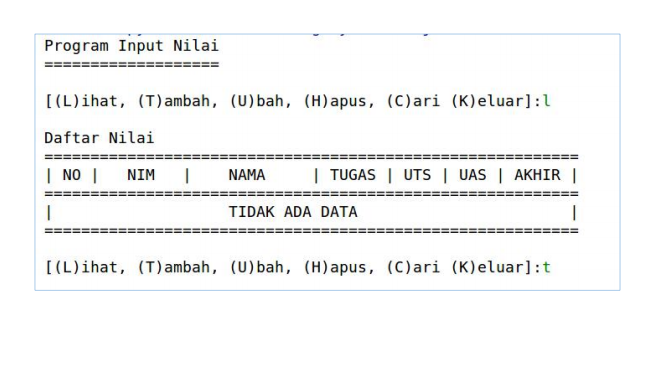 Program Input Nilai
===================
[(L)ihat, (T)ambah, (U)bah, (H)apus, (C)ari (K)eluar]:l
Daftar Nilai
==========================================================
| NO |   NIM   |    NAMA     | TUGAS | UTS | UAS | AKHIR |
==========================================================
|                   TIDAK ADA DATA                       |
==========================================================
[(L)ihat, (T)ambah, (U)bah, (H)apus, (C)ari (K)eluar]:t